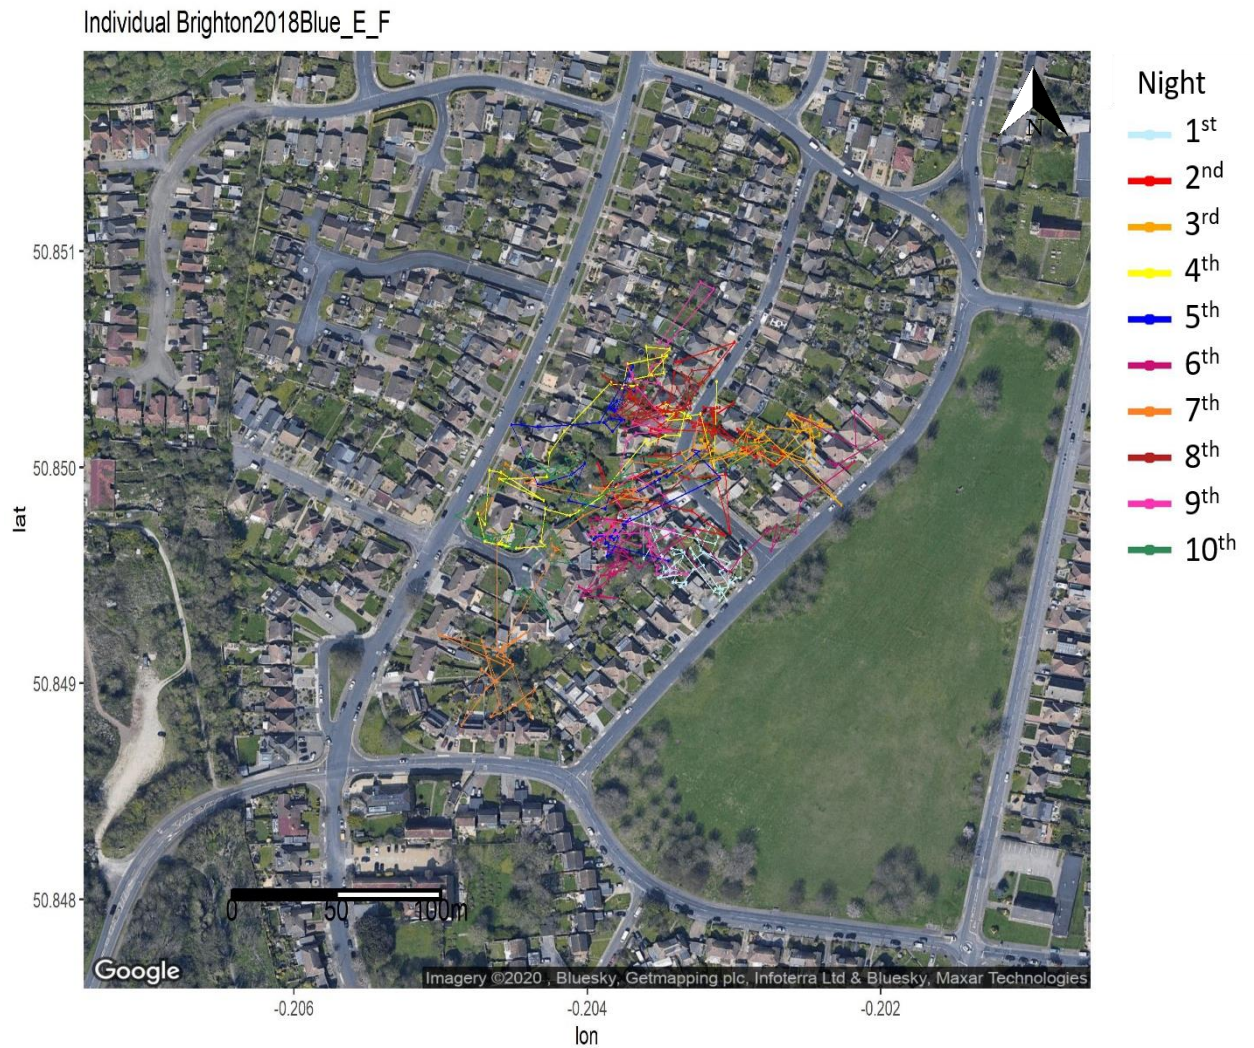 Individual Brighton2018Blue_E_F
Night
1st
2nd
3rd
4th
5th
6th
7th
8th
9th
10th
N
50.851
50.850
50.849
50.848
lat
0 50 100m
Google
Imagery ©2020 , Bluesky, Getmapping plc, Infoterra Ltd & Bluesky, Maxar Technologies
-0.206 -0.204 -0.202
lon